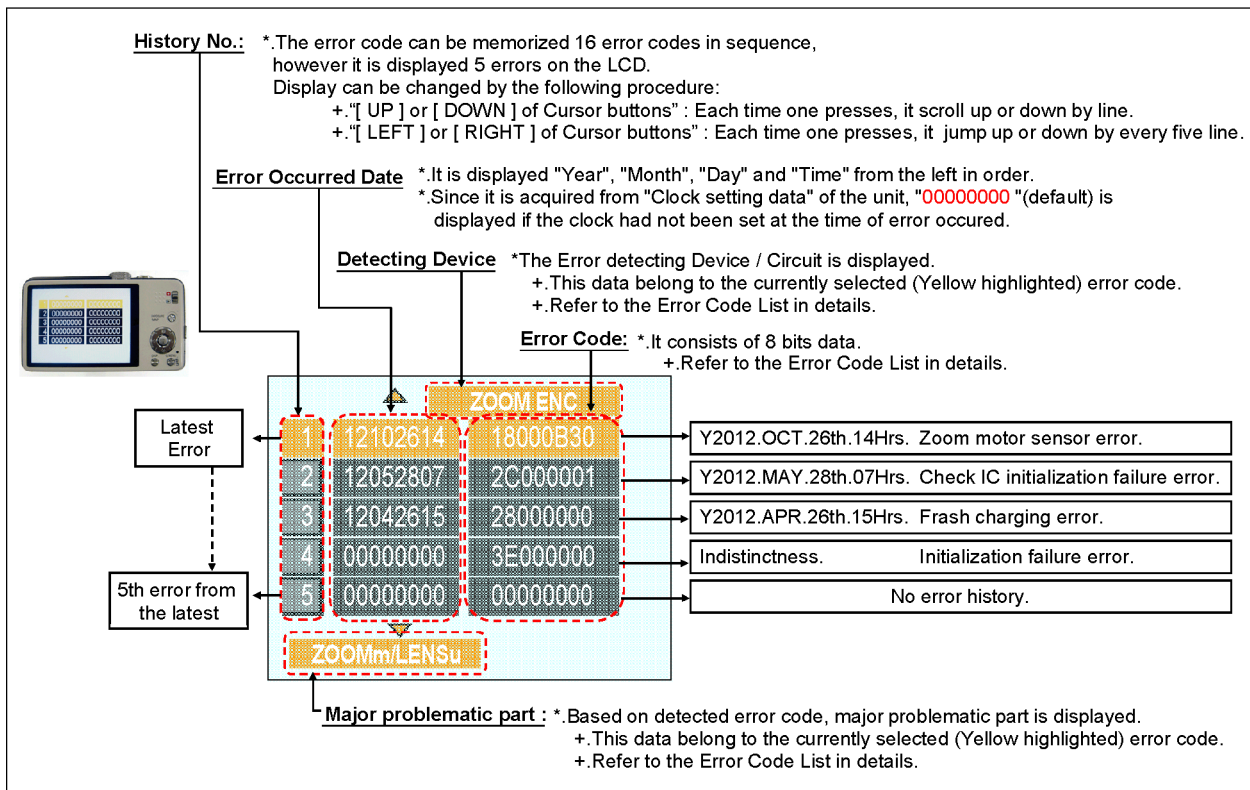 History No.: *.The error code can be memorized 16 error codes in sequence,
however it is displayed 5 errors on the LCD.
Display can be changed by the following procedure:
+.“[ UP ] or [ DOWN ] of Cursor buttons” : Each time one presses, it scroll up or down by line.
+.“[ LEFT ] or [ RIGHT ] of Cursor buttons” : Each time one presses, it jump up or down by every five line.
Error Occurred Date *.It is displayed "Year", "Month", "Day" and "Time" from the left in order.
*.Since it is acquired from "Clock setting data" of the unit, "00000000 "(default) is
displayed if the clock had not been set at the time of error occured.
Detecting Device *The Error detecting Device / Circuit is displayed.
+.This data belong to the currently selected (Yellow highlighted) error code.
+.Refer to the Error Code List in details.
Error Code: *.It consists of 8 bits data.
+.Refer to the Error Code List in details.
2 00000000 00000000
3 00000000 00000000
4 00000000 00000000
5 00000000 00000000
ZOOM ENC
Latest
Error
1 12102614 18000B30 Y2012.OCT.26th.14Hrs. Zoom motor sensor error.
2 12052807 2C000001 Y2012.MAY.28th.07Hrs. Check IC initialization failure error.
3 12042615 28000000 Y2012.APR.26th.15Hrs. Frash charging error.
4 00000000 3E000000 Indistinctness. Initialization failure error.
5th error from
the latest
5 00000000 00000000 No error history.
ZOOMm/LENSu
Major problematic part : *.Based on detected error code, major problematic part is displayed.
+.This data belong to the currently selected (Yellow highlighted) error code.
+.Refer to the Error Code List in details.